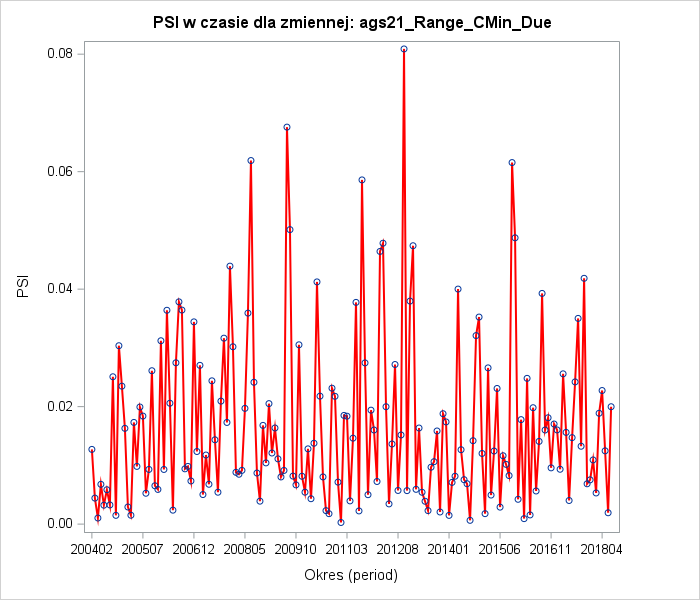 PSI w czasie dla zmiennej: ags21_Range_CMin_Due
0.08
0.06
0.04
0.02
0.00
PSI
200402 200507 200612 200805 200910 201103 201208 201401 201506 201611 201804
Okres (period)